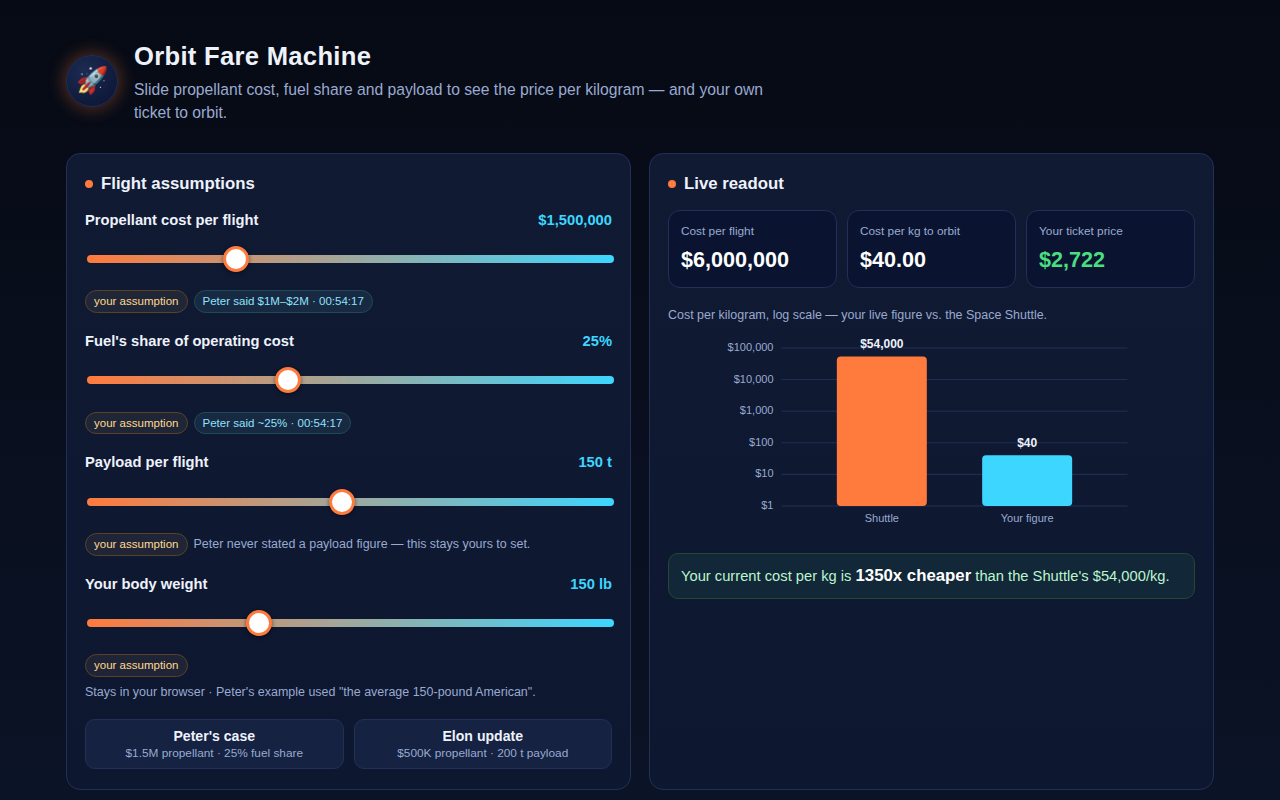 Orbit Fare Machine
Slide propellant cost, fuel share and payload to see the price per kilogram — and your own
ticket to orbit.
Flight assumptions
Propellant cost per flight
$1,500,000
your assumption
Peter said $1M–$2M · 00:54:17
Fuel's share of operating cost
25%
your assumption
Peter said ~25% · 00:54:17
Payload per flight
150 t
your assumption
Peter never stated a payload figure — this stays yours to set.
Your body weight
150 lb
your assumption
Stays in your browser · Peter's example used "the average 150-pound American".
Peter's case
$1.5M propellant · 25% fuel share
Elon update
$500K propellant · 200 t payload
Live readout
Cost per flight
$6,000,000
Cost per kg to orbit
$40.00
Your ticket price
$2,722
Cost per kilogram, log scale — your live figure vs. the Space Shuttle.
$100,000
$10,000
$1,000
$100
$10
$1
$54,000
$40
Shuttle
Your figure
Your current cost per kg is 1350x cheaper than the Shuttle's $54,000/kg.